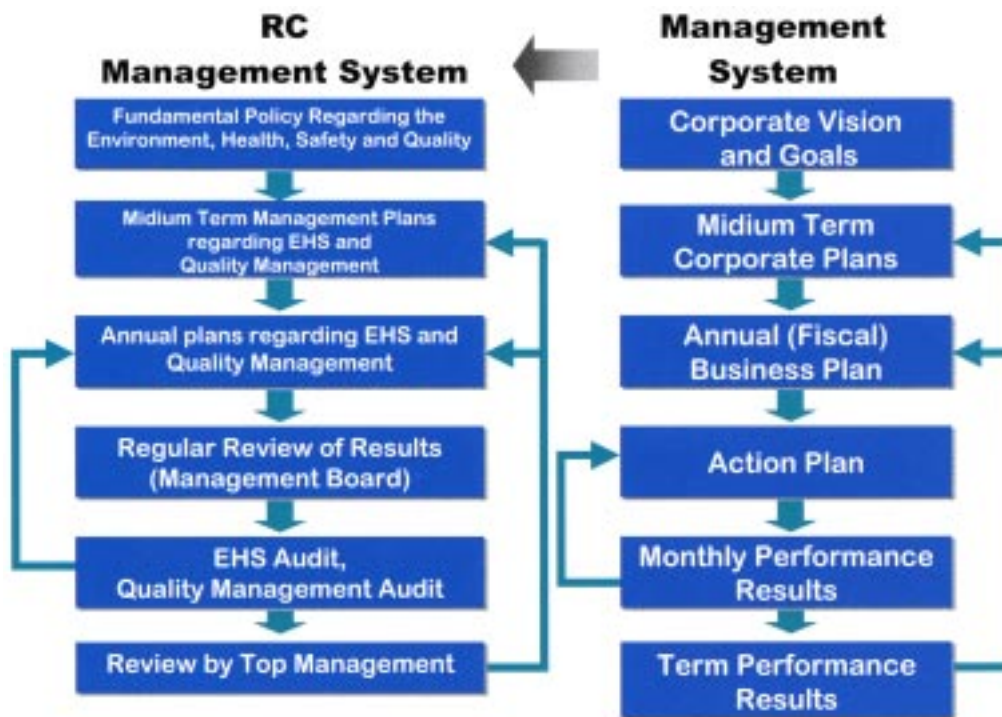 RC
Management System
Management
System
Fundamental Policy Regarding the
Environment, Health, Safety and Quality
Midium Term Management Plans
regarding EHS and
Quality Management
Annual plans regarding EHS and
Quality Management
Regular Review of Results
(Management Board)
EHS Audit,
Quality Management Audit
Review by Top Management
Corporate Vision
and Goals
Midium Term
Corporate Plans
Annual (Fiscal)
Business Plan
Action Plan
Monthly Performance
Results
Term Performance
Results